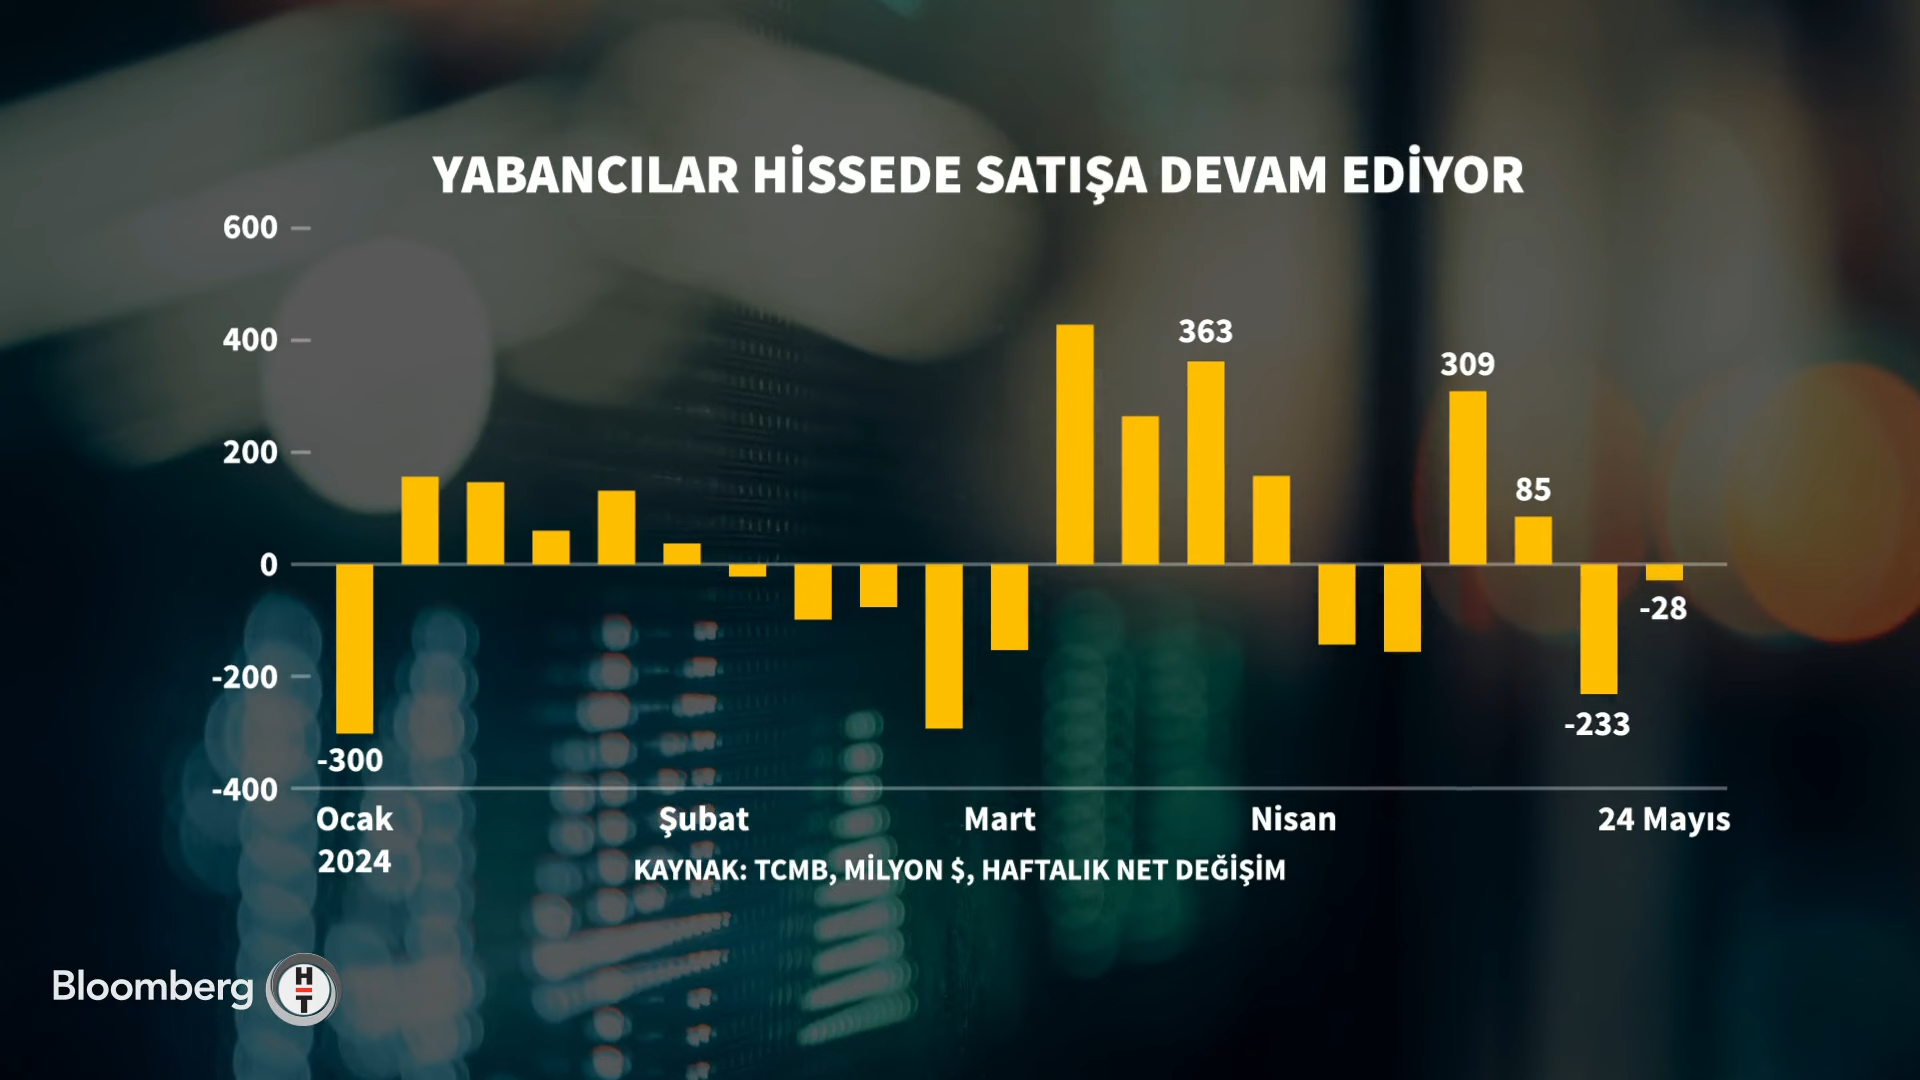 YABANCILAR HİSSEDE SATIŞA DEVAM EDİYOR
600
400
200
0
-200
-400
363
309
85
-28
-233
-300
Ocak 2024
Şubat
Mart
Nisan
24 Mayıs
KAYNAK: TCMB, MİLYON $, HAFTALIK NET DEĞİŞİM
Bloomberg HT